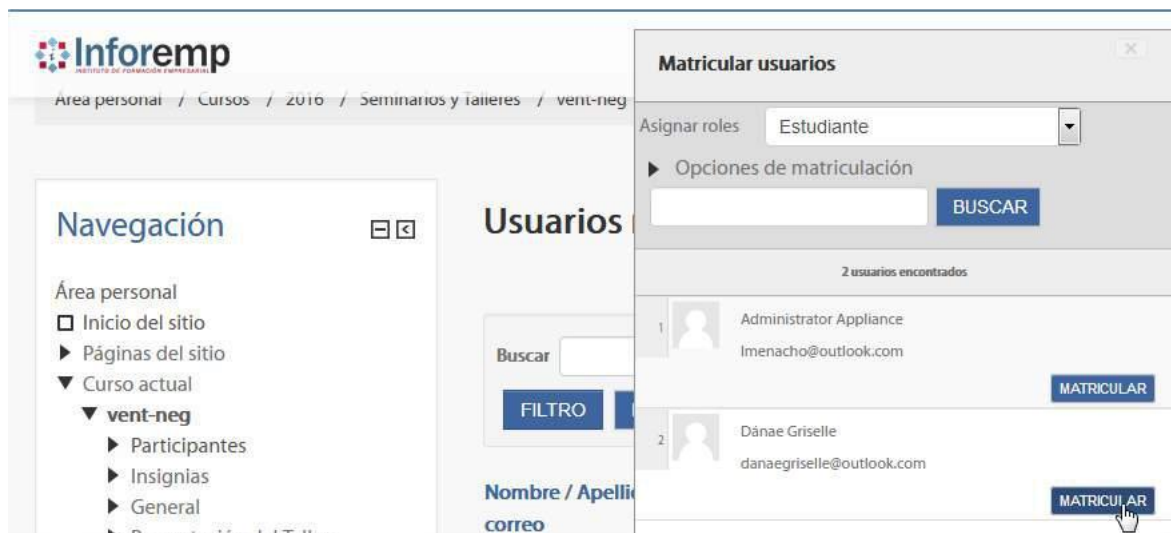 Inforemp
INSTITUTO DE FORMACIÓN EMPRESARIAL
Área personal / Cursos / 2016 / Seminarios y Talleres / vent-neg
Navegación
Área personal
Inicio del sitio
Páginas del sitio
Curso actual
vent-neg
Participantes
Insignias
General
Usuarios
Buscar
FILTRO
Nombre / Apelli
correo
Matricular usuarios
Asignar roles Estudiante
Opciones de matriculación
BUSCAR
2 usuarios encontrados
1 Administrator Appliance
lmenacho@outlook.com
MATRICULAR
2 Dánae Griselle
danaegriselle@outlook.com
MATRICULAR